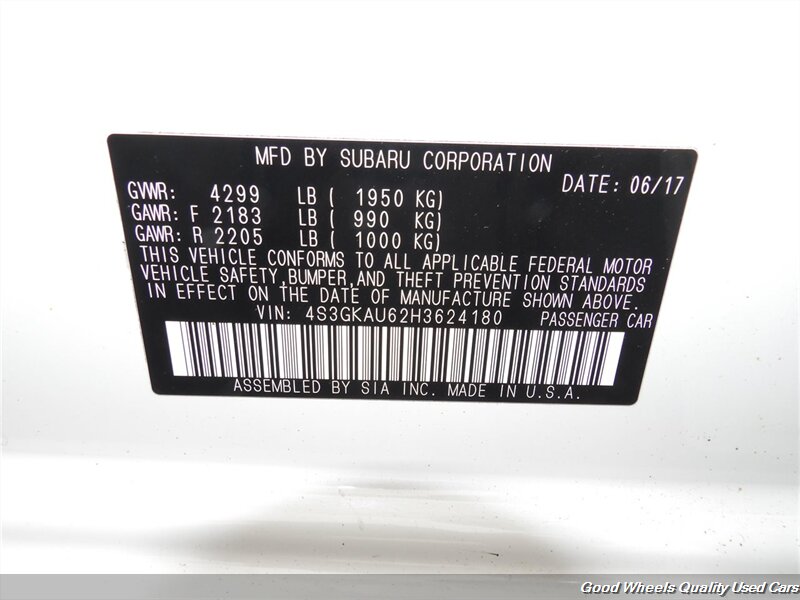 MFD BY SUBARU CORPORATION
DATE: 06/17
GVWR: 4299 LB ( 1950 KG)
GAWR: F 2183 LB ( 990 KG)
GAWR: R 2205 LB ( 1000 KG)
THIS VEHICLE CONFORMS TO ALL APPLICABLE FEDERAL MOTOR
VEHICLE SAFETY,BUMPER,AND THEFT PREVENTION STANDARDS
IN EFFECT ON THE DATE OF MANUFACTURE SHOWN ABOVE.
VIN: 4S3GKAU62H3624180 PASSENGER CAR
ASSEMBLED BY SIA INC. MADE IN U.S.A.
Good Wheels Quality Used Cars